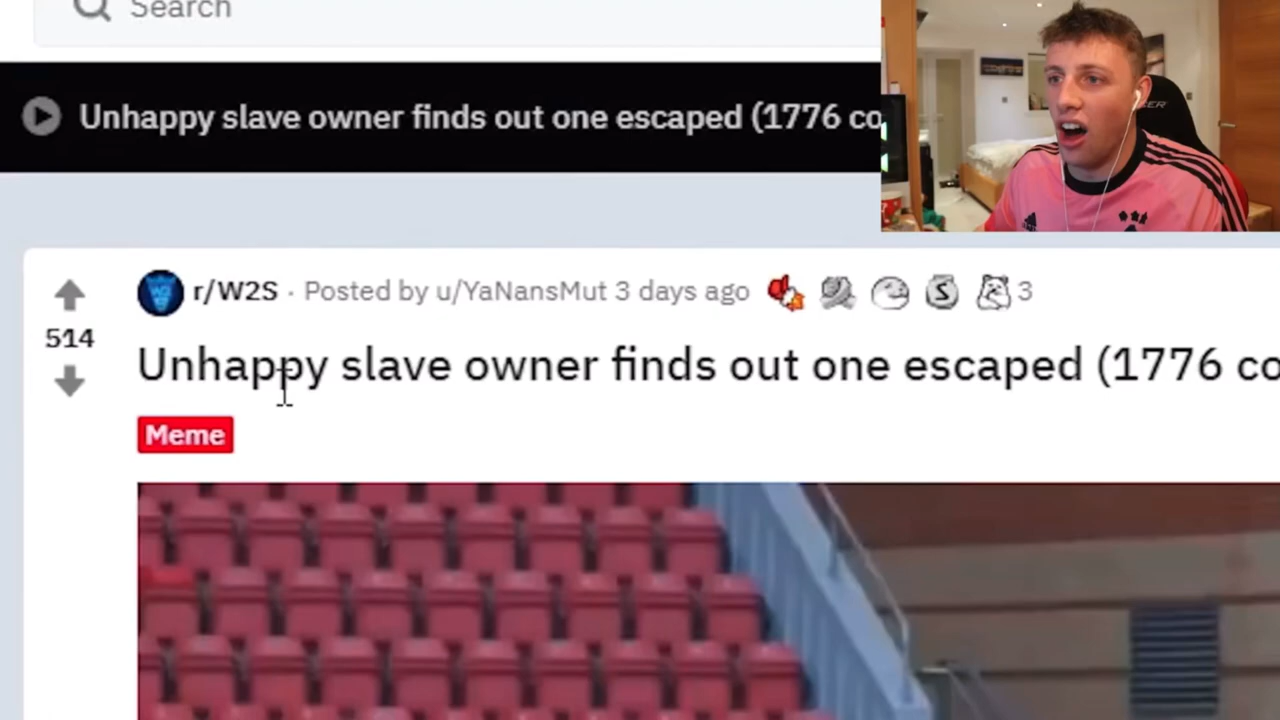 Search
Unhappy slave owner finds out one escaped (1776 co
r/W2S · Posted by u/YaNansMut 3 days ago 3
514
Unhappy slave owner finds out one escaped (1776 co
Meme